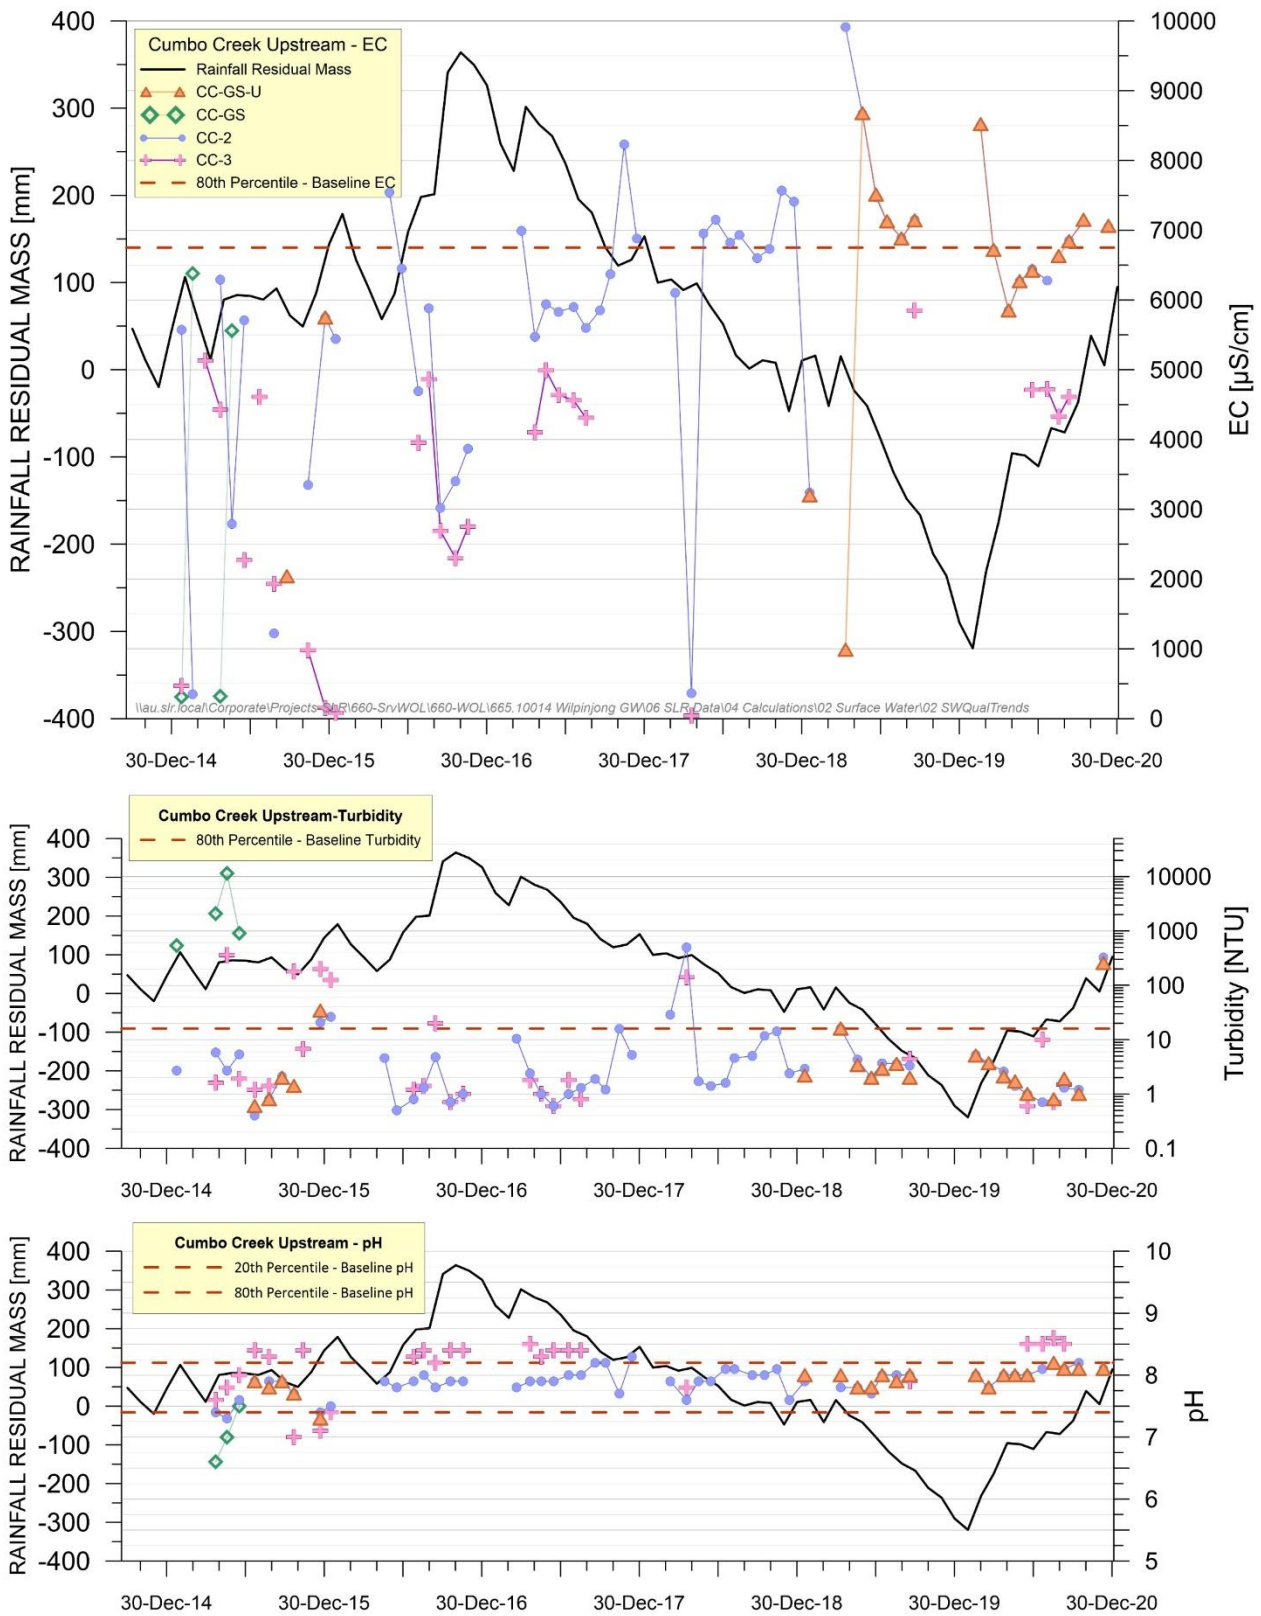 Cumbo Creek Upstream - EC
Rainfall Residual Mass
CC-GS-U
CC-GS
CC-2
CC-3
80th Percentile - Baseline EC
RAINFALL RESIDUAL MASS [mm]
400
300
200
100
0
-100
-200
-300
-400
EC [µS/cm]
10000
9000
8000
7000
6000
5000
4000
3000
2000
1000
0
\\au.slr.local\Corporate\Projects-SLR\660-SrvWOL\660-WOL\665.10014 Wilpinjong GW\06 SLR Data\04 Calculations\02 Surface Water\02 SWQualTrends
30-Dec-14 30-Dec-15 30-Dec-16 30-Dec-17 30-Dec-18 30-Dec-19 30-Dec-20
Cumbo Creek Upstream-Turbidity
80th Percentile - Baseline Turbidity
RAINFALL RESIDUAL MASS [mm]
400
300
200
100
0
-100
-200
-300
-400
Turbidity [NTU]
10000
1000
100
10
1
0.1
30-Dec-14 30-Dec-15 30-Dec-16 30-Dec-17 30-Dec-18 30-Dec-19 30-Dec-20
Cumbo Creek Upstream - pH
20th Percentile - Baseline pH
80th Percentile - Baseline pH
RAINFALL RESIDUAL MASS [mm]
400
300
200
100
0
-100
-200
-300
-400
pH
10
9
8
7
6
5
30-Dec-14 30-Dec-15 30-Dec-16 30-Dec-17 30-Dec-18 30-Dec-19 30-Dec-20